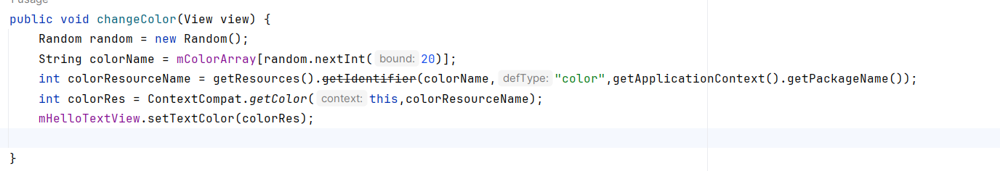 1 usage
public void changeColor(View view) {
    Random random = new Random();
    String colorName = mColorArray[random.nextInt( bound: 20)];
    int colorResourceName = getResources().getIdentifier(colorName, defType: "color",getApplicationContext().getPackageName());
    int colorRes = ContextCompat.getColor( context: this,colorResourceName);
    mHelloTextView.setTextColor(colorRes);
}